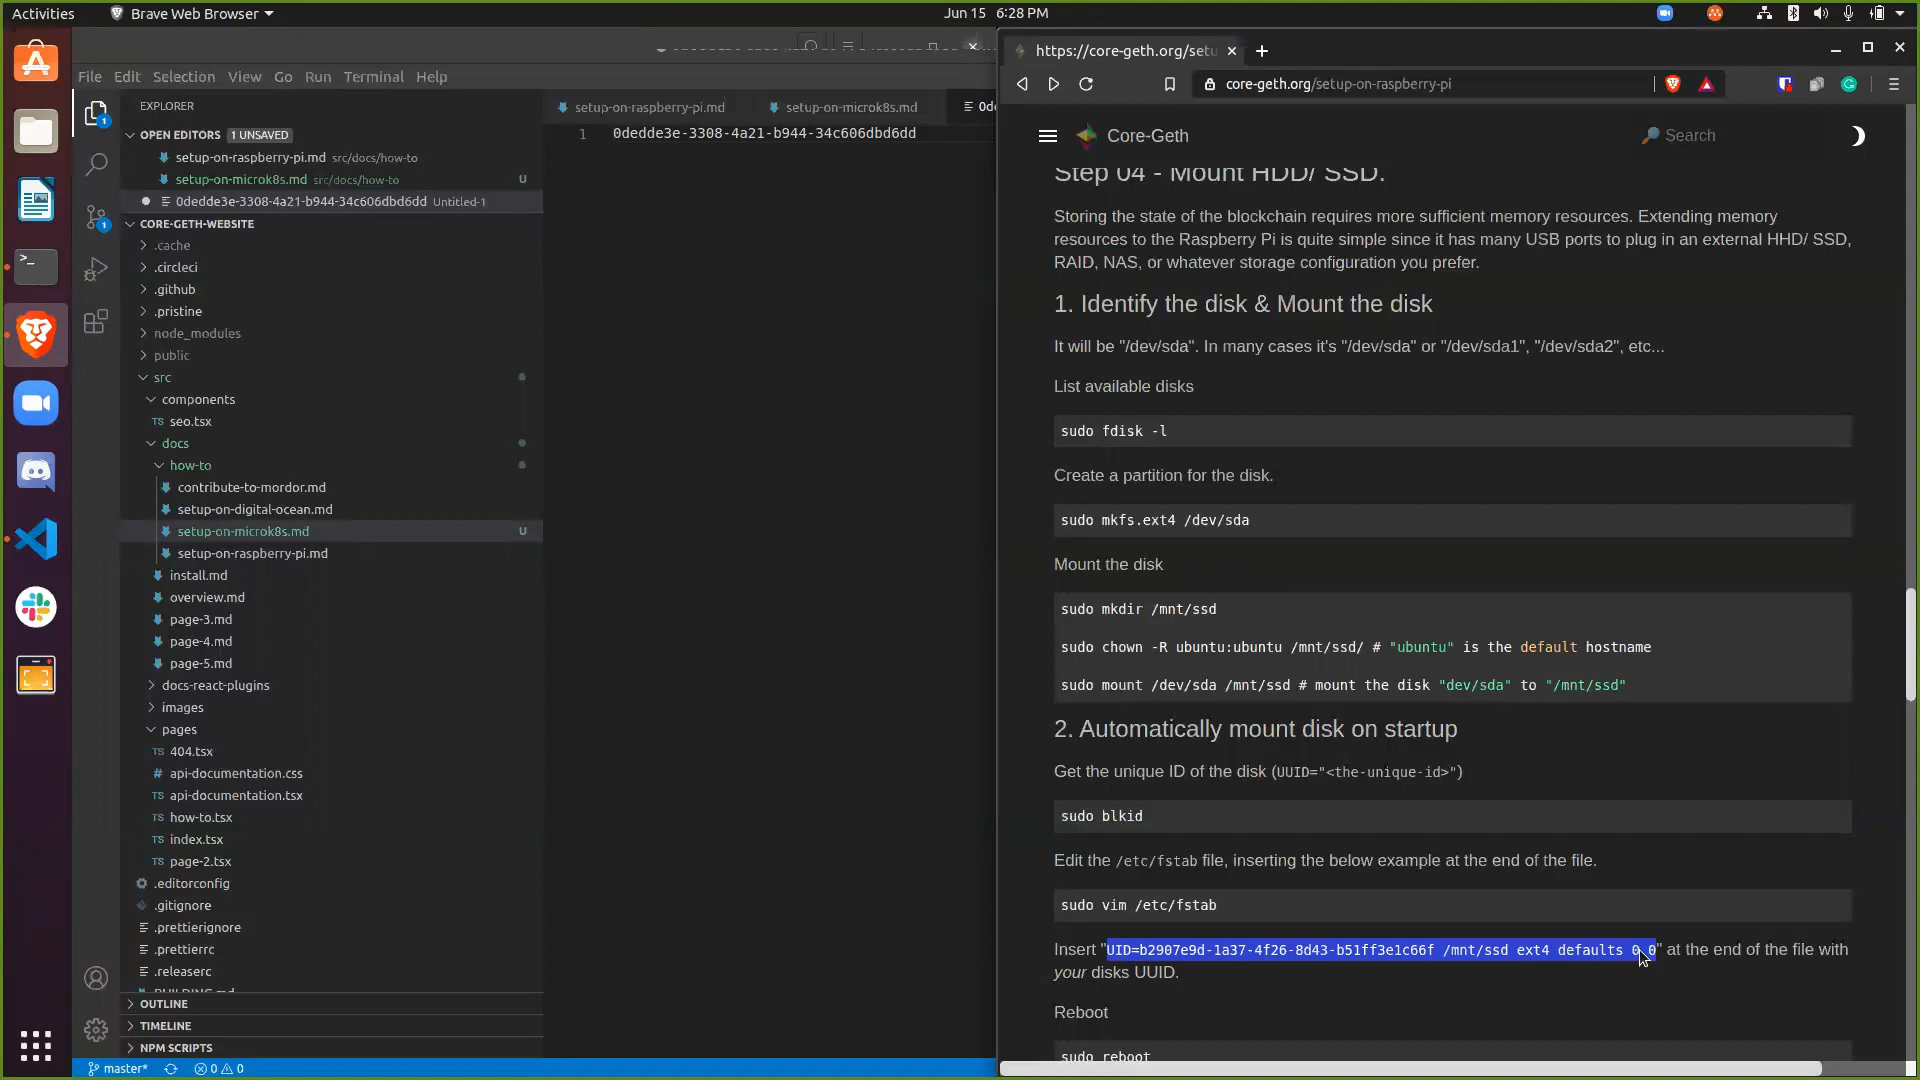 Activities
Brave Web Browser
Jun 15 6:28 PM
File Edit Selection View Go Run Terminal Help
EXPLORER
OPEN EDITORS 1 UNSAVED
setup-on-raspberry-pi.md src/docs/how-to
setup-on-microk8s.md src/docs/how-to U
0dedde3e-3308-4a21-b944-34c606dbd6dd Untitled-1
CORE-GETH-WEBSITE
.cache
.circleci
.github
.pristine
node_modules
public
src
components
TS seo.tsx
docs
how-to
contribute-to-mordor.md
setup-on-digital-ocean.md
setup-on-microk8s.md U
setup-on-raspberry-pi.md
install.md
overview.md
page-3.md
page-4.md
page-5.md
docs-react-plugins
images
pages
TS 404.tsx
# api-documentation.css
TS api-documentation.tsx
TS how-to.tsx
TS index.tsx
TS page-2.tsx
.editorconfig
.gitignore
.prettierignore
.prettierrc
.releaserc
BUILDING.md
OUTLINE
TIMELINE
NPM SCRIPTS
master* 0 0
setup-on-raspberry-pi.md
setup-on-microk8s.md
0de
1 0dedde3e-3308-4a21-b944-34c606dbd6dd
https://core-geth.org/setu
core-geth.org/setup-on-raspberry-pi
Core-Geth
Search
Step 04 - Mount HDD/ SSD.
Storing the state of the blockchain requires more sufficient memory resources. Extending memory
resources to the Raspberry Pi is quite simple since it has many USB ports to plug in an external HHD/ SSD,
RAID, NAS, or whatever storage configuration you prefer.
1. Identify the disk & Mount the disk
It will be "/dev/sda". In many cases it's "/dev/sda" or "/dev/sda1", "/dev/sda2", etc...
List available disks
sudo fdisk -l
Create a partition for the disk.
sudo mkfs.ext4 /dev/sda
Mount the disk
sudo mkdir /mnt/ssd
sudo chown -R ubuntu:ubuntu /mnt/ssd/ # "ubuntu" is the default hostname
sudo mount /dev/sda /mnt/ssd # mount the disk "dev/sda" to "/mnt/ssd"
2. Automatically mount disk on startup
Get the unique ID of the disk (UUID="<the-unique-id>")
sudo blkid
Edit the /etc/fstab file, inserting the below example at the end of the file.
sudo vim /etc/fstab
Insert "UID=b2907e9d-1a37-4f26-8d43-b51ff3e1c66f /mnt/ssd ext4 defaults 0 0" at the end of the file with
your disks UUID.
Reboot
sudo reboot